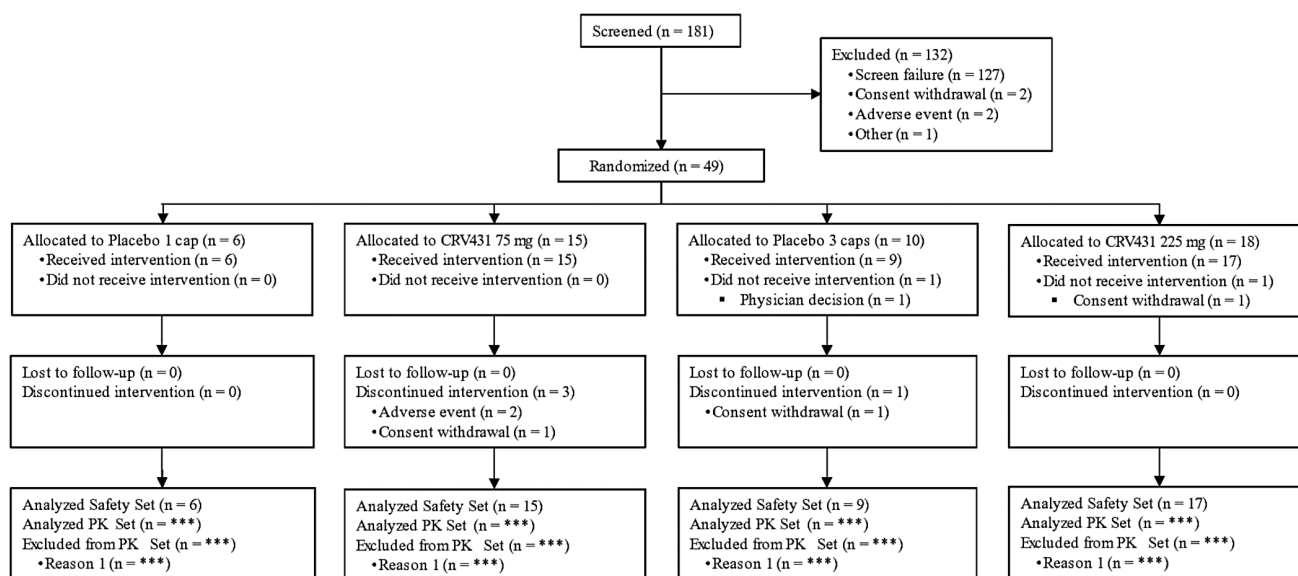 Screened (n = 181)
Excluded (n = 132)
•Screen failure (n = 127)
•Consent withdrawal (n = 2)
•Adverse event (n = 2)
•Other (n = 1)
Randomized (n = 49)
Allocated to Placebo 1 cap (n = 6)
•Received intervention (n = 6)
•Did not receive intervention (n = 0)
Allocated to CRV431 75 mg (n = 15)
•Received intervention (n = 15)
•Did not receive intervention (n = 0)
Allocated to Placebo 3 caps (n = 10)
•Received intervention (n = 9)
•Did not receive intervention (n = 1)
▪ Physician decision (n = 1)
Allocated to CRV431 225 mg (n = 18)
•Received intervention (n = 17)
•Did not receive intervention (n = 1)
▪ Consent withdrawal (n = 1)
Lost to follow-up (n = 0)
Discontinued intervention (n = 0)
Lost to follow-up (n = 0)
Discontinued intervention (n = 3)
•Adverse event (n = 2)
•Consent withdrawal (n = 1)
Lost to follow-up (n = 0)
Discontinued intervention (n = 1)
•Consent withdrawal (n = 1)
Lost to follow-up (n = 0)
Discontinued intervention (n = 0)
Analyzed Safety Set (n = 6)
Analyzed PK Set (n = ***)
Excluded from PK Set (n = ***)
•Reason 1 (n = ***)
Analyzed Safety Set (n = 15)
Analyzed PK Set (n = ***)
Excluded from PK Set (n = ***)
•Reason 1 (n = ***)
Analyzed Safety Set (n = 9)
Analyzed PK Set (n = ***)
Excluded from PK Set (n = ***)
•Reason 1 (n = ***)
Analyzed Safety Set (n = 17)
Analyzed PK Set (n = ***)
Excluded from PK Set (n = ***)
•Reason 1 (n = ***)